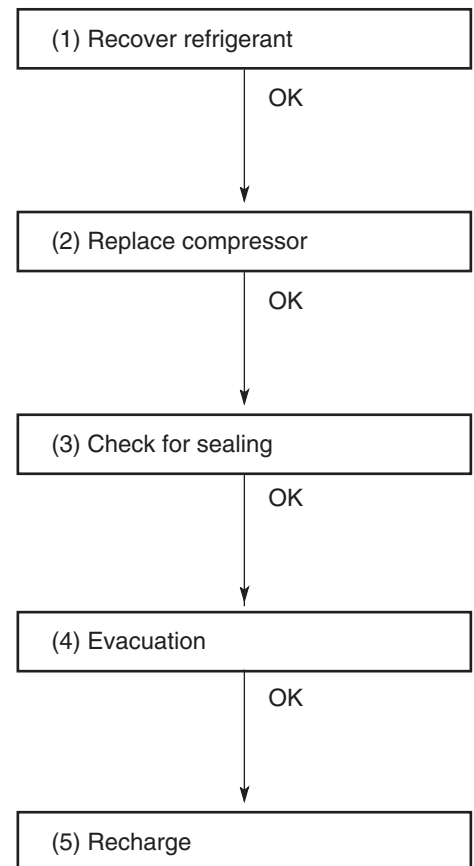 (1) Recover refrigerant
OK
(2) Replace compressor
OK
(3) Check for sealing
OK
(4) Evacuation
OK
(5) Recharge